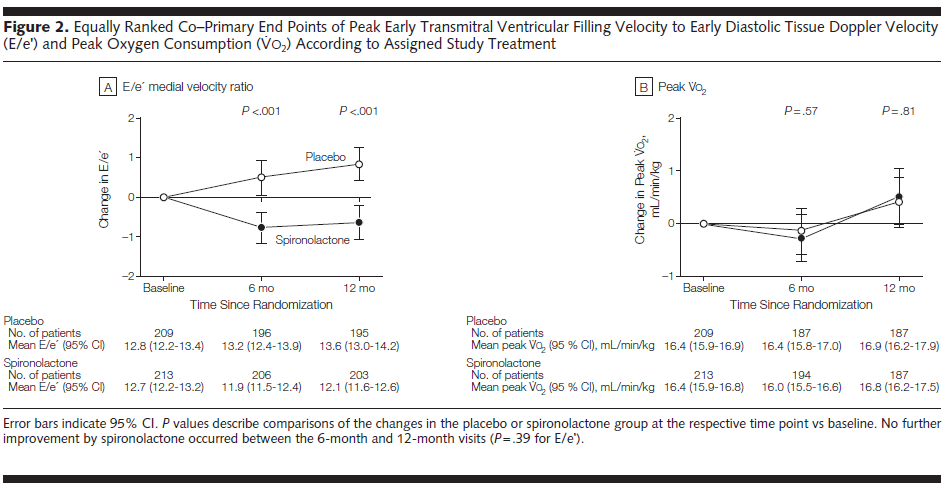 Figure 2. Equally Ranked Co–Primary End Points of Peak Early Transmitral Ventricular Filling Velocity to Early Diastolic Tissue Doppler Velocity
(E/e') and Peak Oxygen Consumption (V̇O₂) According to Assigned Study Treatment
A E/e´ medial velocity ratio
P <.001 P <.001
2
1
0
−1
−2
Change in E/e´
Placebo
Spironolactone
Baseline 6 mo 12 mo
Time Since Randomization
B Peak V̇O₂
P=.57 P=.81
2
1
0
−1
Change in Peak V̇O₂,
mL/min/kg
Baseline 6 mo 12 mo
Time Since Randomization
Placebo
No. of patients 209 196 195
Mean E/e´ (95% CI) 12.8 (12.2-13.4) 13.2 (12.4-13.9) 13.6 (13.0-14.2)
Spironolactone
No. of patients 213 206 203
Mean E/e´ (95% CI) 12.7 (12.2-13.2) 11.9 (11.5-12.4) 12.1 (11.6-12.6)
Placebo
No. of patients 209 187 187
Mean peak V̇O₂ (95 % CI), mL/min/kg 16.4 (15.9-16.9) 16.4 (15.8-17.0) 16.9 (16.2-17.9)
Spironolactone
No. of patients 213 194 187
Mean peak V̇O₂ (95 % CI), mL/min/kg 16.4 (15.9-16.8) 16.0 (15.5-16.6) 16.8 (16.2-17.5)
Error bars indicate 95% CI. P values describe comparisons of the changes in the placebo or spironolactone group at the respective time point vs baseline. No further
improvement by spironolactone occurred between the 6-month and 12-month visits (P=.39 for E/e').